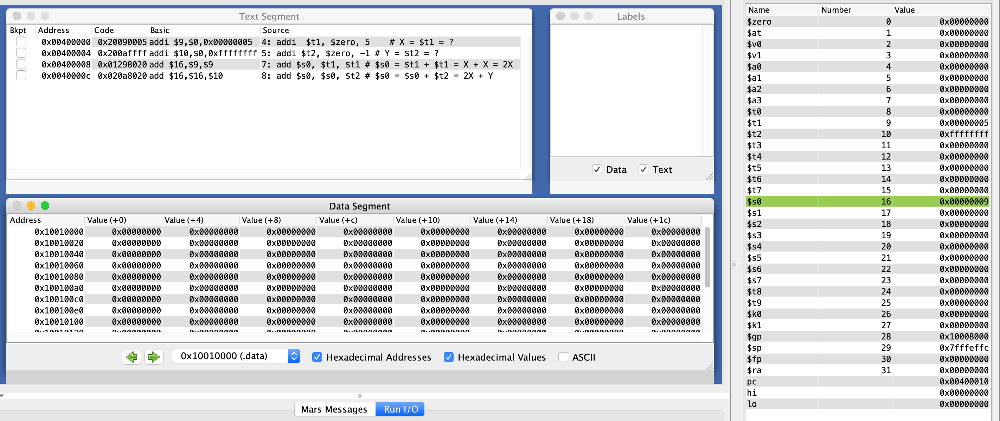 Text Segment
Bkpt Address Code Basic Source
0x00400000 0x20090005 addi $9,$0,0x00000005 4: addi  $t1, $zero, 5    # X = $t1 = ?
0x00400004 0x200affff addi $10,$0,0xffffffff 5: addi $t2, $zero, -1 # Y = $t2 = ?
0x00400008 0x01298020 add $16,$9,$9 7: add $s0, $t1, $t1 # $s0 = $t1 + $t1 = X + X = 2X
0x0040000c 0x020a8020 add $16,$16,$10 8: add $s0, $s0, $t2 # $s0 = $s0 + $t2 = 2X + Y
Labels
Data Text
Data Segment
Address Value (+0) Value (+4) Value (+8) Value (+c) Value (+10) Value (+14) Value (+18) Value (+1c)
0x10010000 0x00000000 0x00000000 0x00000000 0x00000000 0x00000000 0x00000000 0x00000000 0x00000000
0x10010020 0x00000000 0x00000000 0x00000000 0x00000000 0x00000000 0x00000000 0x00000000 0x00000000
0x10010040 0x00000000 0x00000000 0x00000000 0x00000000 0x00000000 0x00000000 0x00000000 0x00000000
0x10010060 0x00000000 0x00000000 0x00000000 0x00000000 0x00000000 0x00000000 0x00000000 0x00000000
0x10010080 0x00000000 0x00000000 0x00000000 0x00000000 0x00000000 0x00000000 0x00000000 0x00000000
0x100100a0 0x00000000 0x00000000 0x00000000 0x00000000 0x00000000 0x00000000 0x00000000 0x00000000
0x100100c0 0x00000000 0x00000000 0x00000000 0x00000000 0x00000000 0x00000000 0x00000000 0x00000000
0x100100e0 0x00000000 0x00000000 0x00000000 0x00000000 0x00000000 0x00000000 0x00000000 0x00000000
0x10010100 0x00000000 0x00000000 0x00000000 0x00000000 0x00000000 0x00000000 0x00000000 0x00000000
0x10010000 (.data) Hexadecimal Addresses Hexadecimal Values ASCII
Mars Messages Run I/O
Name Number Value
$zero 0 0x00000000
$at 1 0x00000000
$v0 2 0x00000000
$v1 3 0x00000000
$a0 4 0x00000000
$a1 5 0x00000000
$a2 6 0x00000000
$a3 7 0x00000000
$t0 8 0x00000000
$t1 9 0x00000005
$t2 10 0xffffffff
$t3 11 0x00000000
$t4 12 0x00000000
$t5 13 0x00000000
$t6 14 0x00000000
$t7 15 0x00000000
$s0 16 0x00000009
$s1 17 0x00000000
$s2 18 0x00000000
$s3 19 0x00000000
$s4 20 0x00000000
$s5 21 0x00000000
$s6 22 0x00000000
$s7 23 0x00000000
$t8 24 0x00000000
$t9 25 0x00000000
$k0 26 0x00000000
$k1 27 0x00000000
$gp 28 0x10008000
$sp 29 0x7fffeffc
$fp 30 0x00000000
$ra 31 0x00000000
pc 0x00400010
hi 0x00000000
lo 0x00000000